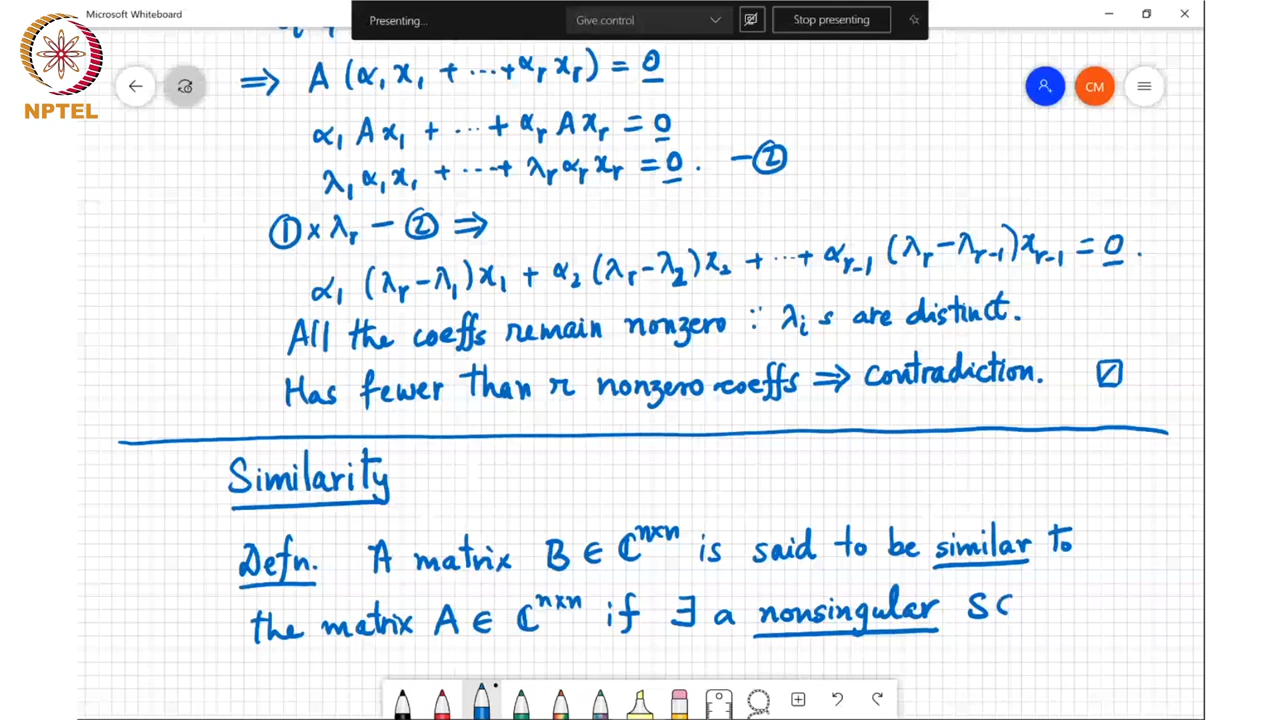 Microsoft Whiteboard
Presenting...
Give control
Stop presenting
NPTEL
CM
⇒ A (α₁x₁ + ⋯ + αᵣxᵣ) = 0
α₁Ax₁ + ⋯ + αᵣAxᵣ = 0
λ₁α₁x₁ + ⋯ + λᵣαᵣxᵣ = 0. –②
① × λᵣ – ② ⇒
α₁(λᵣ–λ₁)x₁ + α₂(λᵣ–λ₂)x₂ + ⋯ + αᵣ₋₁(λᵣ–λᵣ₋₁)xᵣ₋₁ = 0.
All the coeffs remain nonzero ∵ λᵢ s are distinct.
Has fewer than r nonzero coeffs ⇒ contradiction.
Similarity
Defn. A matrix B ∈ ℂⁿˣⁿ is said to be similar to
the matrix A ∈ ℂⁿˣⁿ if ∃ a nonsingular S